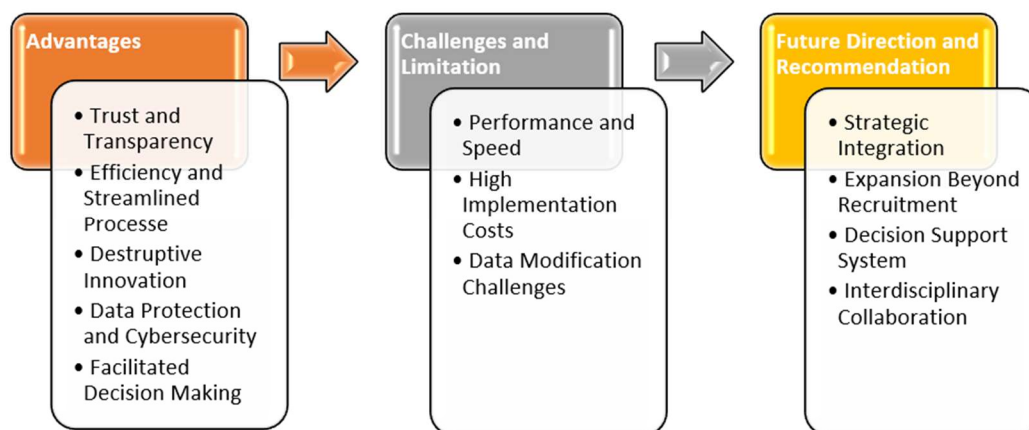 Advantages
• Trust and
Transparency
• Efficiency and
Streamlined
Processe
• Destruptive
Innovation
• Data Protection
and Cybersecurity
• Facilitated
Decision Making
Challenges and
Limitation
• Performance and
Speed
• High
Implementation
Costs
• Data Modification
Challenges
Future Direction and
Recommendation
• Strategic
Integration
• Expansion Beyond
Recruitment
• Decision Support
System
• Interdisciplinary
Collaboration